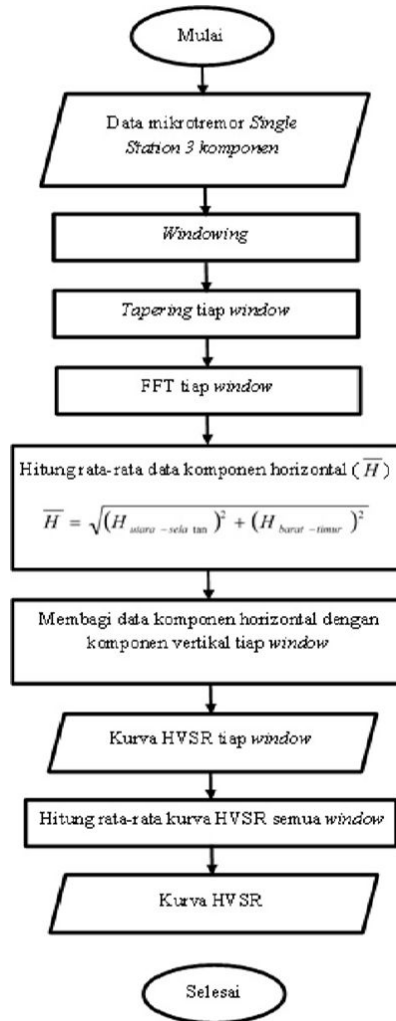 Mulai
Data mikrotremor Single
Station 3 komponen
Windowing
Tapering tiap window
FFT tiap window
Hitung rata-rata data komponen horizontal ( H̅ )
H̅ = √(H utara – sela tan )² + (H barat – timur )²
Membagi data komponen horizontal dengan
komponen vertikal tiap window
Kurva HVSR tiap window
Hitung rata-rata kurva HVSR semua window
Kurva HVSR
Selesai